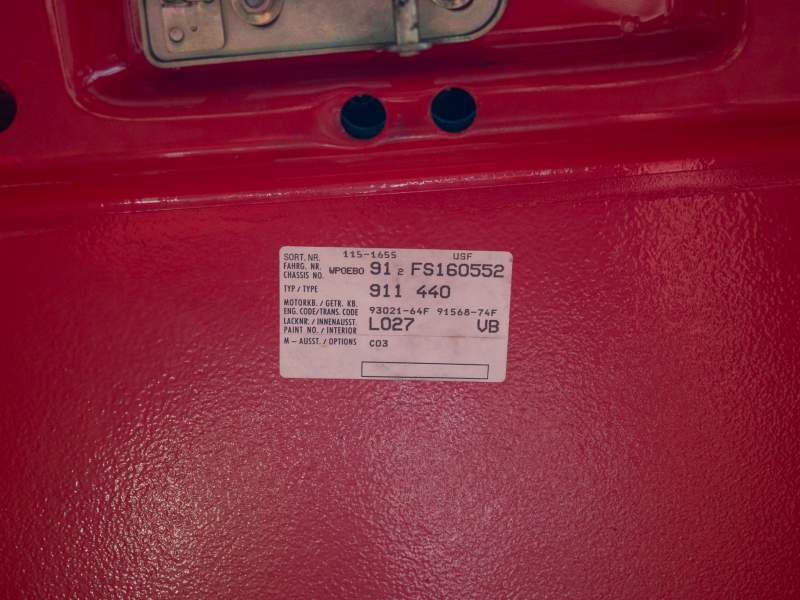 SORT. NR. 115-1655 USF
FAHRG. NR.
CHASSIS NO. WPOEBO 91 2 FS160552
TYP / TYPE 911 440
MOTORKB. / GETR. KB.
ENG. CODE/TRANS. CODE 93021-64F 91568-74F
LACKNR. / INNENAUSST.
PAINT NO. / INTERIOR L027 VB
M – AUSST. / OPTIONS C03